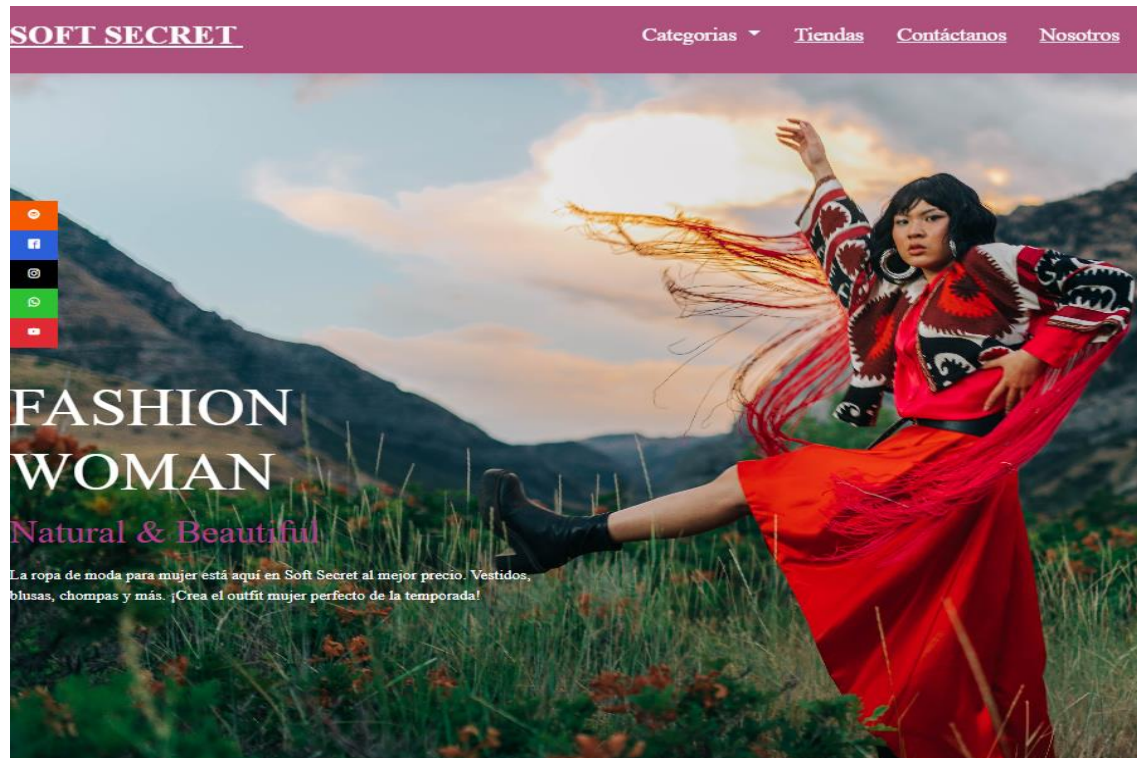 SOFT SECRET
Categorias
Tiendas
Contáctanos
Nosotros
FASHION
WOMAN
Natural & Beautiful
La ropa de moda para mujer está aquí en Soft Secret al mejor precio. Vestidos,
blusas, chompas y más. ¡Crea el outfit mujer perfecto de la temporada!